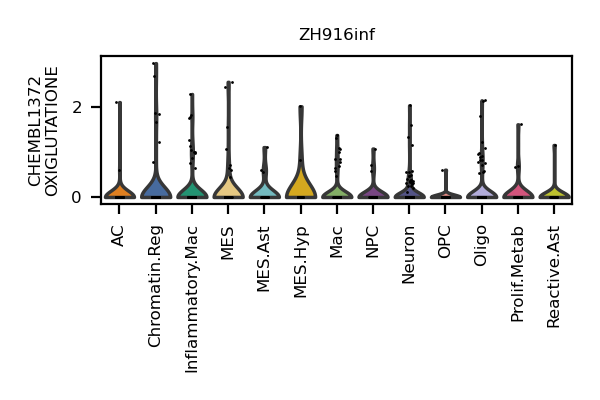 ZH916inf
CHEMBL1372
OXIGLUTATIONE
2
0
AC
Chromatin.Reg
Inflammatory.Mac
MES
MES.Ast
MES.Hyp
Mac
NPC
Neuron
OPC
Oligo
Prolif.Metab
Reactive.Ast